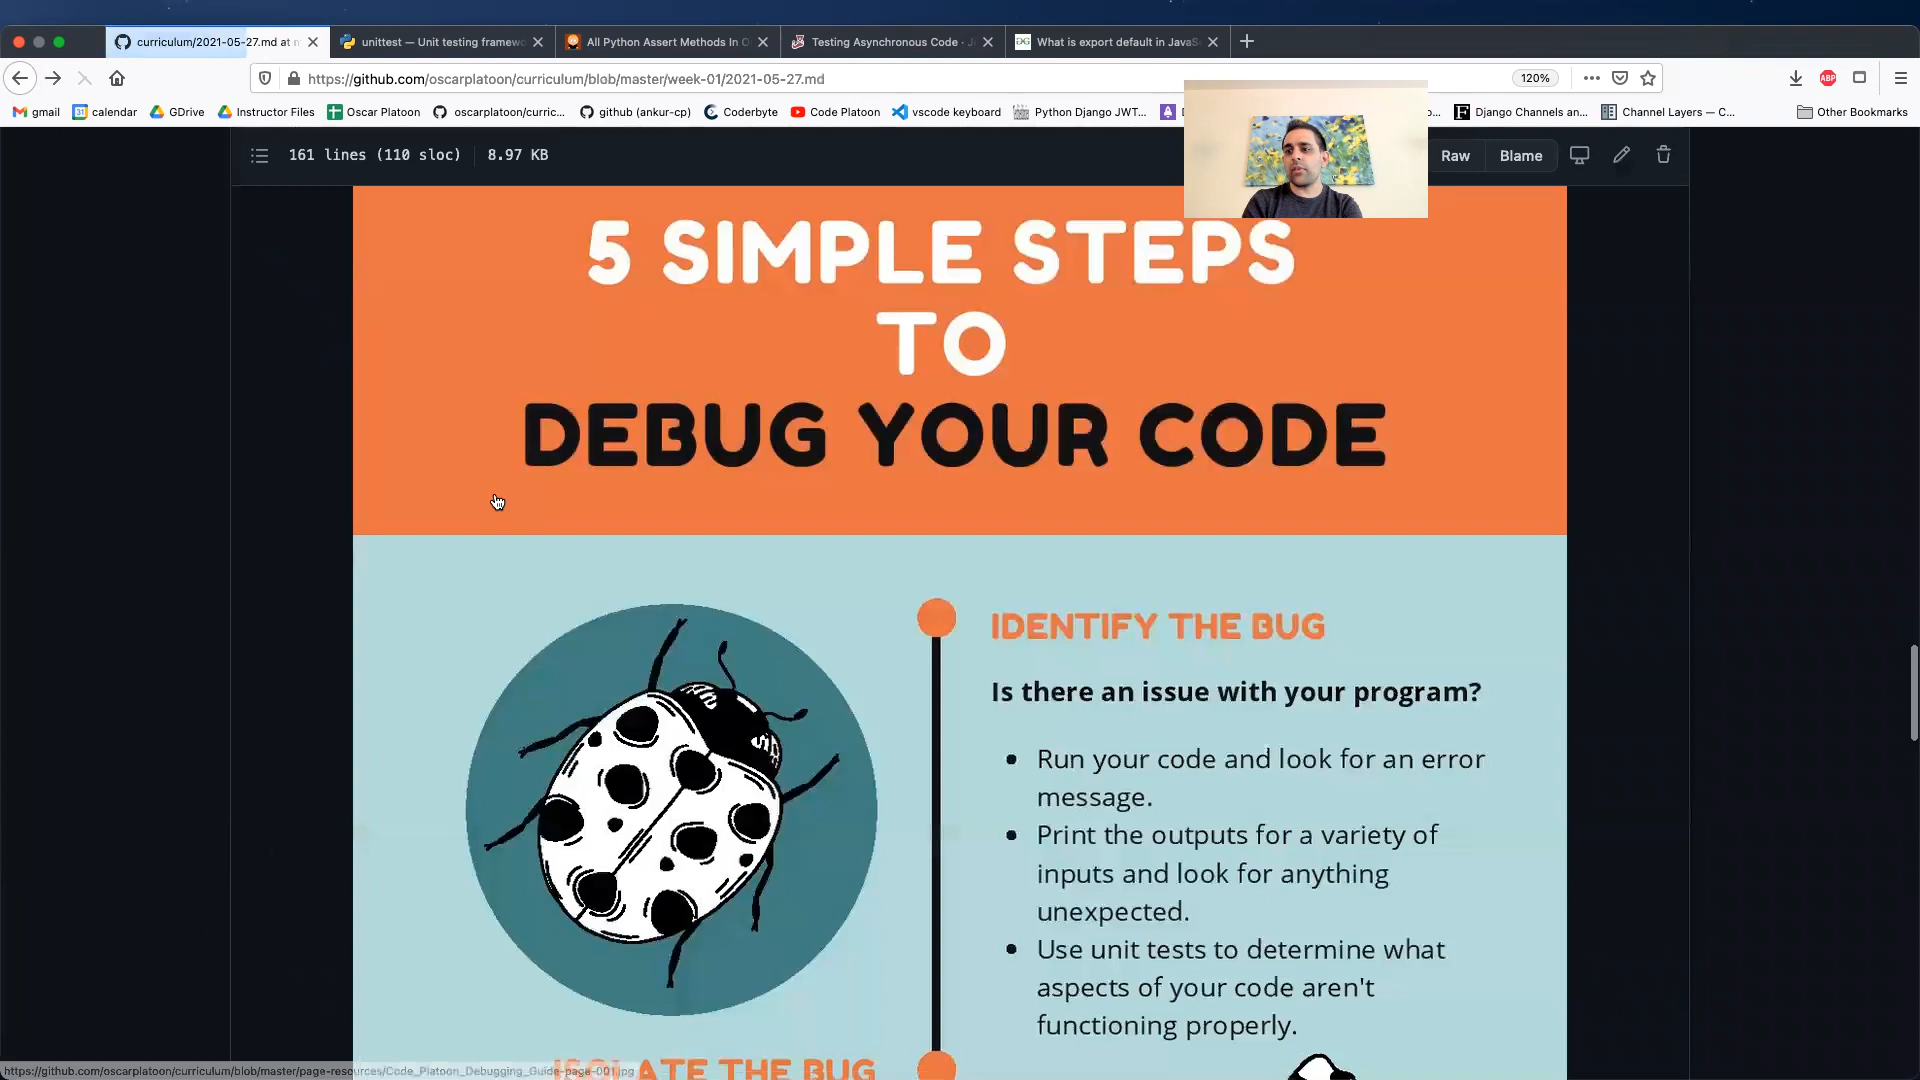 curriculum/2021-05-27.md at m
unittest — Unit testing framewo
All Python Assert Methods In O
Testing Asynchronous Code · J
What is export default in JavaS
https://github.com/oscarplatoon/curriculum/blob/master/week-01/2021-05-27.md
120%
ABP
gmail
31
calendar
GDrive
Instructor Files
Oscar Platoon
oscarplatoon/curric...
github (ankur-cp)
Coderbyte
Code Platoon
vscode keyboard
Python Django JWT...
Django Channels an...
Channel Layers — C...
Other Bookmarks
161 lines (110 sloc)
8.97 KB
Raw
Blame
5 SIMPLE STEPS
TO
DEBUG YOUR CODE
IDENTIFY THE BUG
Is there an issue with your program?
• Run your code and look for an error
message.
• Print the outputs for a variety of
inputs and look for anything
unexpected.
• Use unit tests to determine what
aspects of your code aren't
functioning properly.
ISOLATE THE BUG
https://github.com/oscarplatoon/curriculum/blob/master/page-resources/Code_Platoon_Debugging_Guide-page-001.jpg